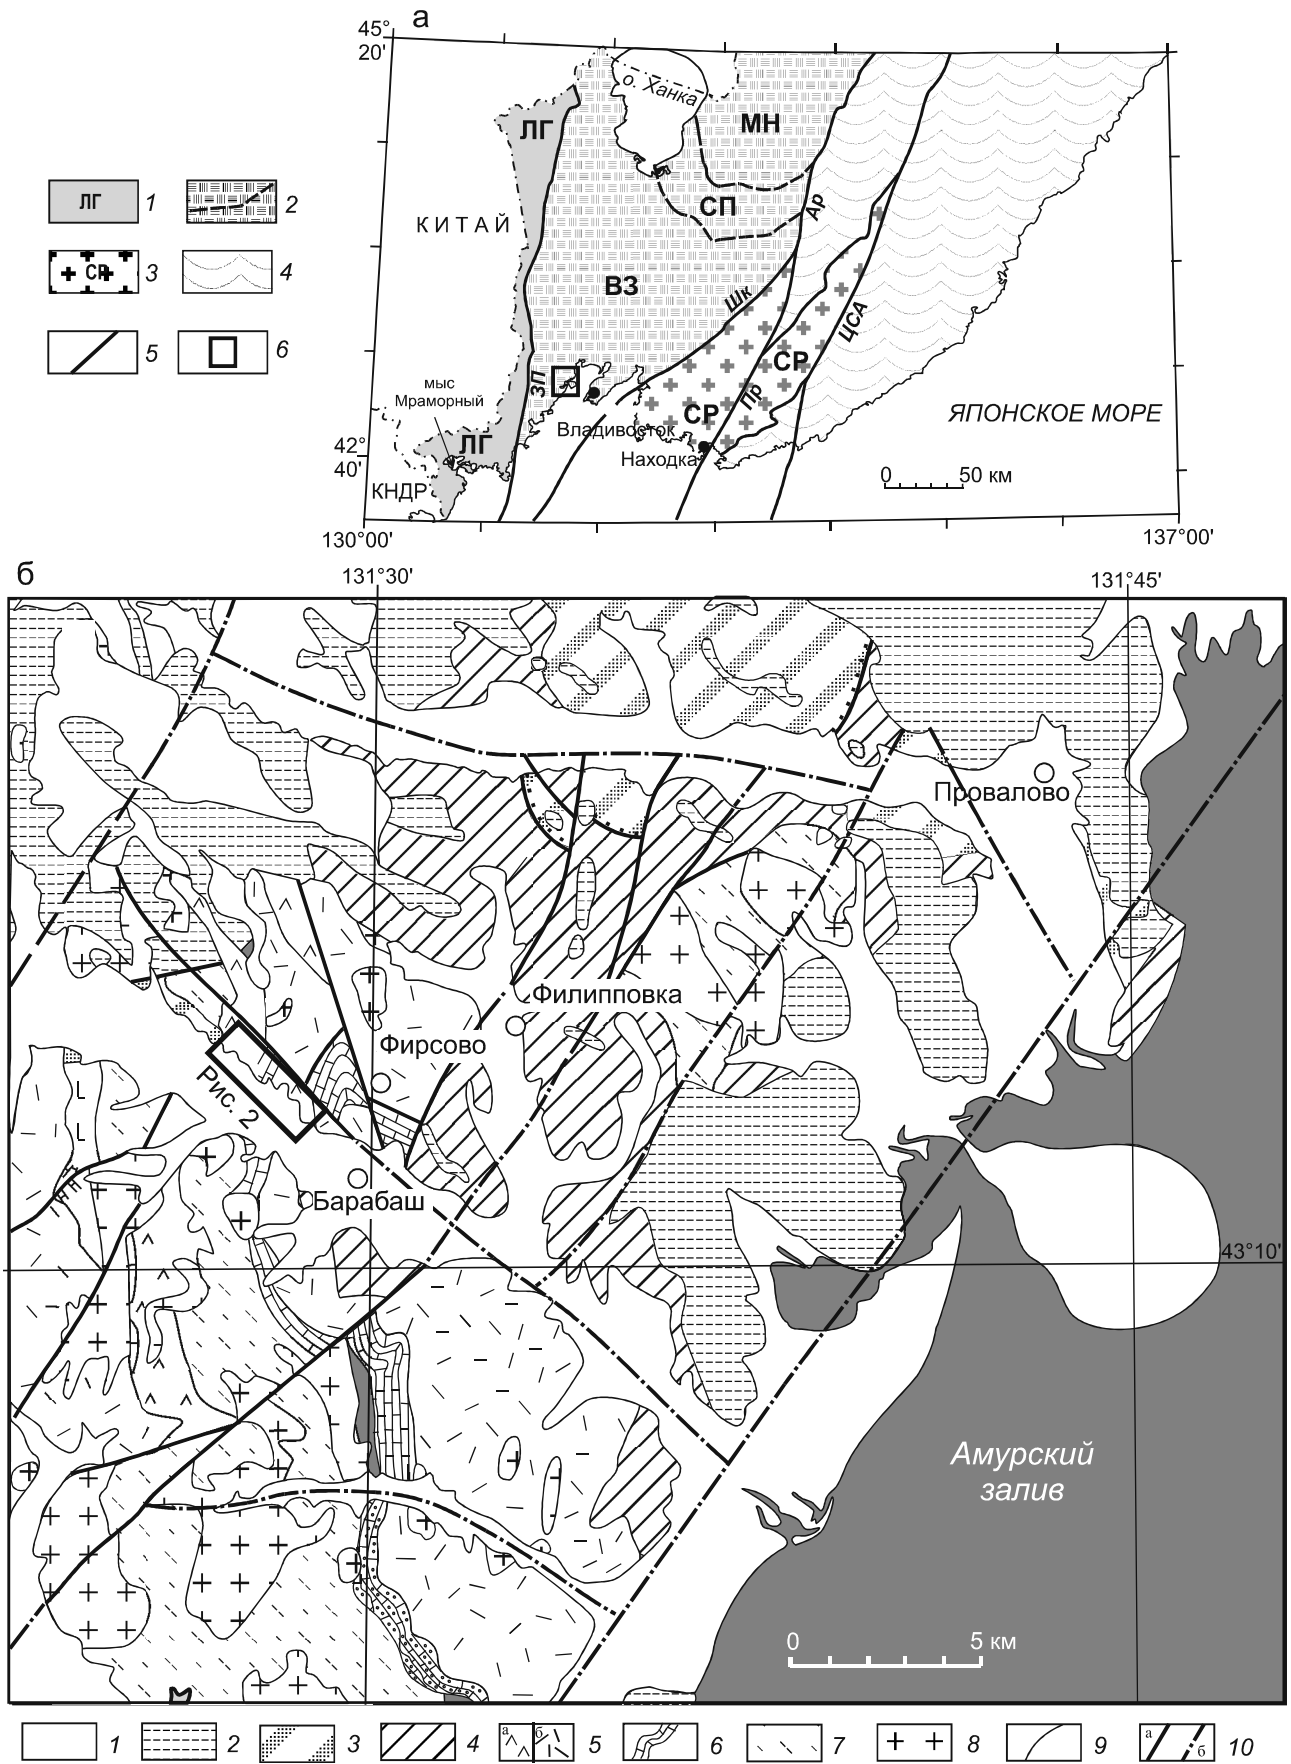 а
45°
20'
о. Ханка
ЛГ
МН
ЛГ
1
2
КИТАЙ
СП
Ар
СР
3
4
ВЗ
Шк
ЦСА
5
6
ЗП
СР
Пр
мыс
Мраморный
СР
ЯПОНСКОЕ МОРЕ
Владивосток
42°
40'
ЛГ
Находка
0 50 км
КНДР
130°00'
137°00'
б
131°30'
131°45'
Провалово
Филипповка
Фирсово
Рис. 2
Барабаш
43°10'
Амурский
залив
0 5 км
1
2
3
4
а
б
5
6
7
8
9
а
б
10